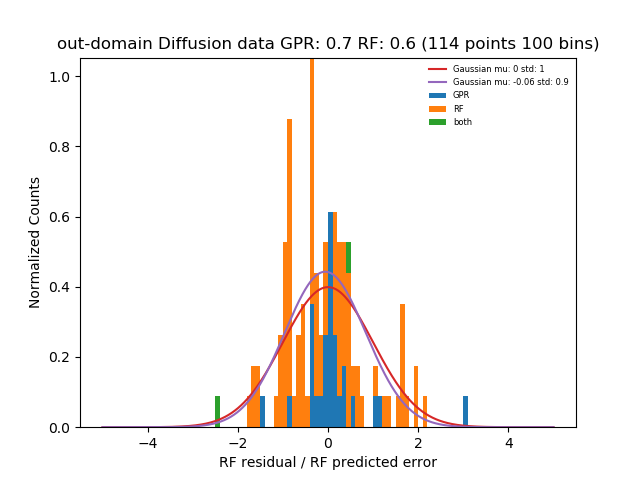 out-domain Diffusion data GPR: 0.7 RF: 0.6 (114 points 100 bins)
Gaussian mu: 0 std: 1
Gaussian mu: -0.06 std: 0.9
GPR
RF
both
Normalized Counts
1.0
0.8
0.6
0.4
0.2
0.0
−4
−2
0
2
4
RF residual / RF predicted error